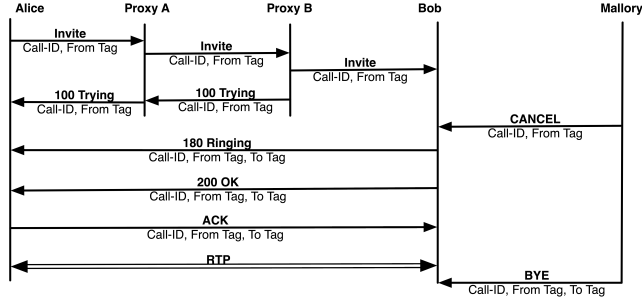 Alice Proxy A Proxy B Bob Mallory
Invite
Call-ID, From Tag
Invite
Call-ID, From Tag
Invite
Call-ID, From Tag
100 Trying
Call-ID, From Tag
100 Trying
Call-ID, From Tag
CANCEL
Call-ID, From Tag
180 Ringing
Call-ID, From Tag, To Tag
200 OK
Call-ID, From Tag, To Tag
ACK
Call-ID, From Tag, To Tag
RTP
BYE
Call-ID, From Tag, To Tag